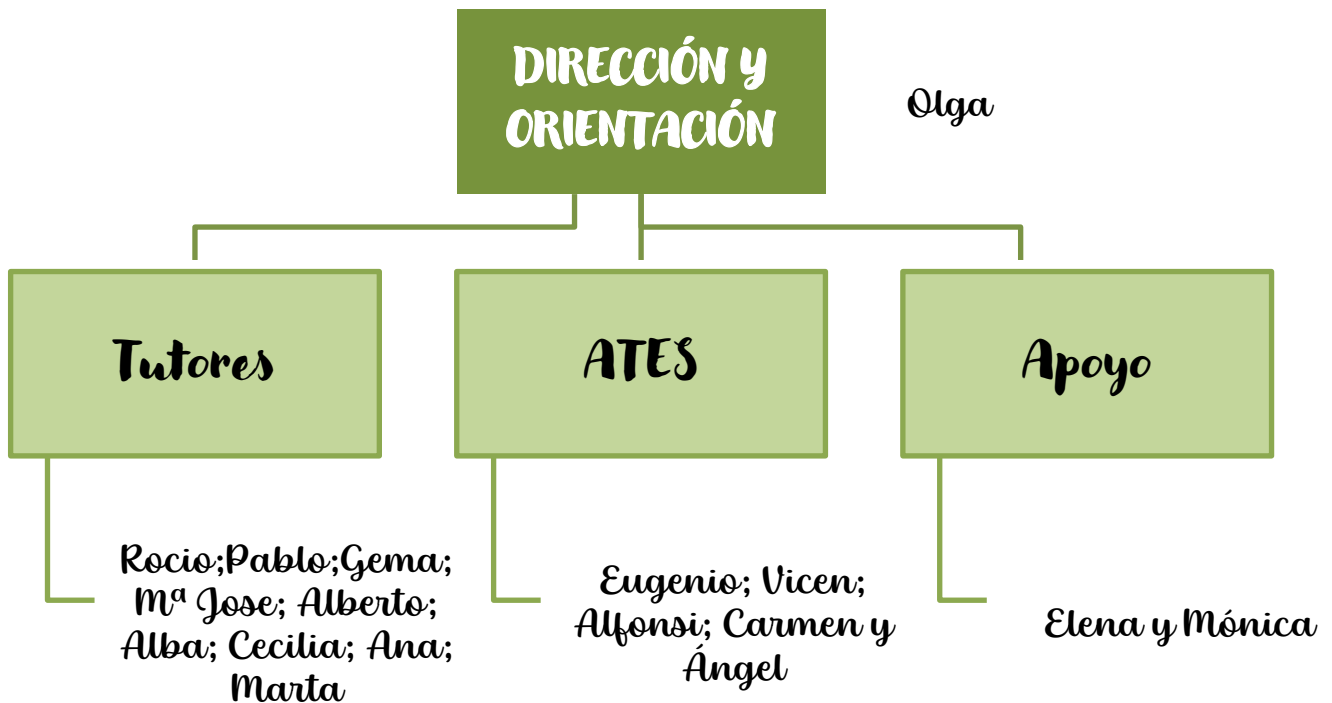 DIRECCIÓN Y
ORIENTACIÓN
Olga
Tutores
ATES
Apoyo
Rocio;Pablo;Gema;
Mª Jose; Alberto;
Alba; Cecilia; Ana;
Marta
Eugenio; Vicen;
Alfonsi; Carmen y
Ángel
Elena y Mónica